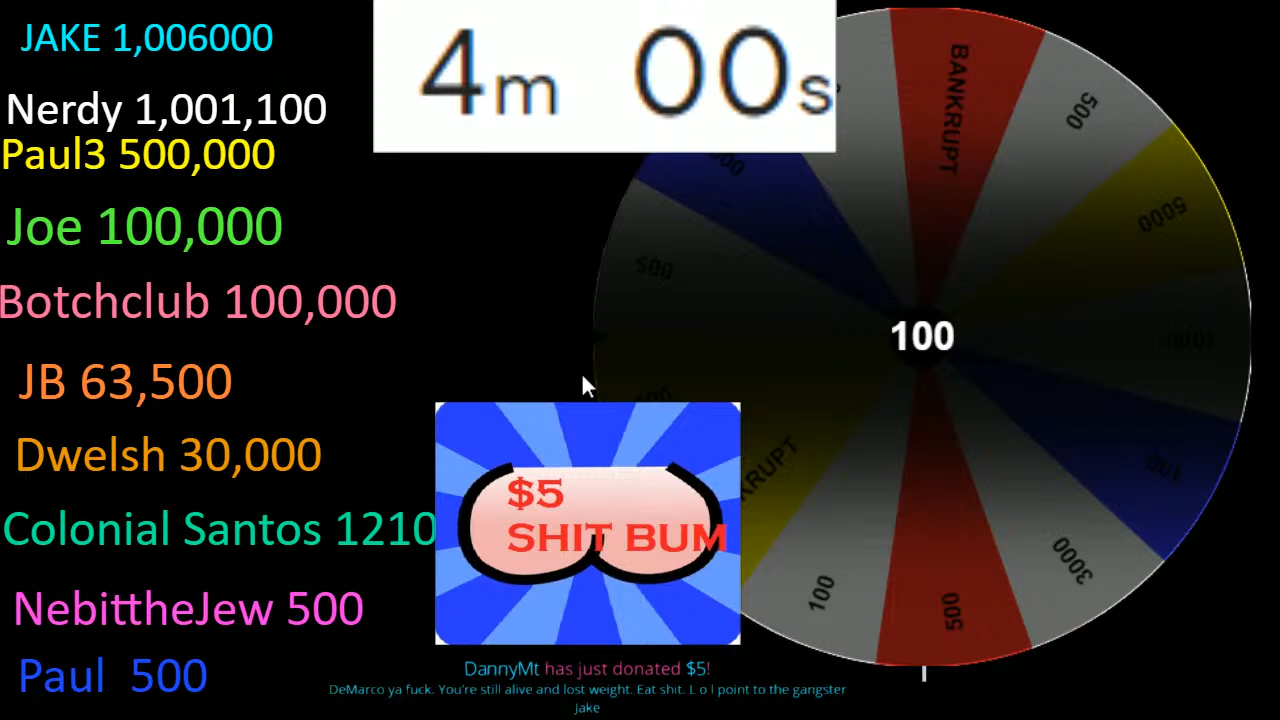 JAKE 1,006000
Nerdy 1,001,100
Paul3 500,000
Joe 100,000
Botchclub 100,000
JB 63,500
Dwelsh 30,000
Colonial Santos 1210
NebittheJew 500
Paul 500
4m 00s
BANKRUPT
500
5000
1000
100
3000
500
100
KRUPT
500
100
$5
SHIT BUM
DannyMt has just donated $5!
DeMarco ya fuck. You're still alive and lost weight. Eat shit. L o l point to the gangster
Jake